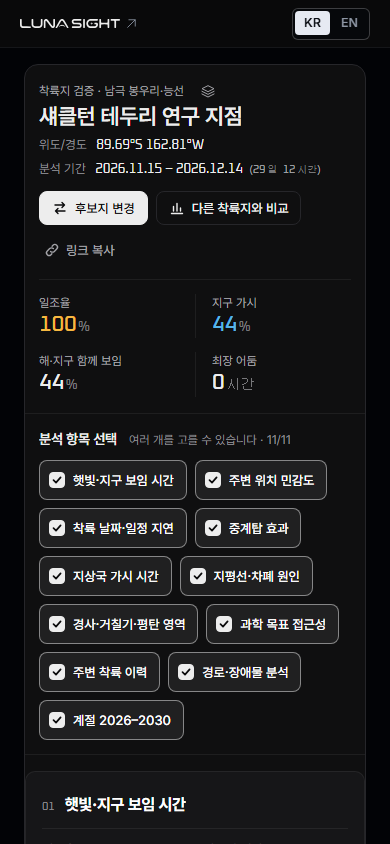 LUNA SIGHT ↗
KR EN
착륙지 검증 · 남극 봉우리·능선
섀클턴 테두리 연구 지점
위도/경도 89.69°S 162.81°W
분석 기간 2026.11.15 – 2026.12.14 (29일 12시간)
후보지 변경
다른 착륙지와 비교
링크 복사
일조율 지구 가시
100% 44%
해·지구 함께 보임 최장 어둠
44% 0시간
분석 항목 선택 여러 개를 고를 수 있습니다 · 11/11
햇빛·지구 보임 시간 주변 위치 민감도
착륙 날짜·일정 지연 중계탑 효과
지상국 가시 시간 지평선·차폐 원인
경사·거칠기·평탄 영역 과학 목표 접근성
주변 착륙 이력 경로·장애물 분석
계절 2026–2030
01 햇빛·지구 보임 시간